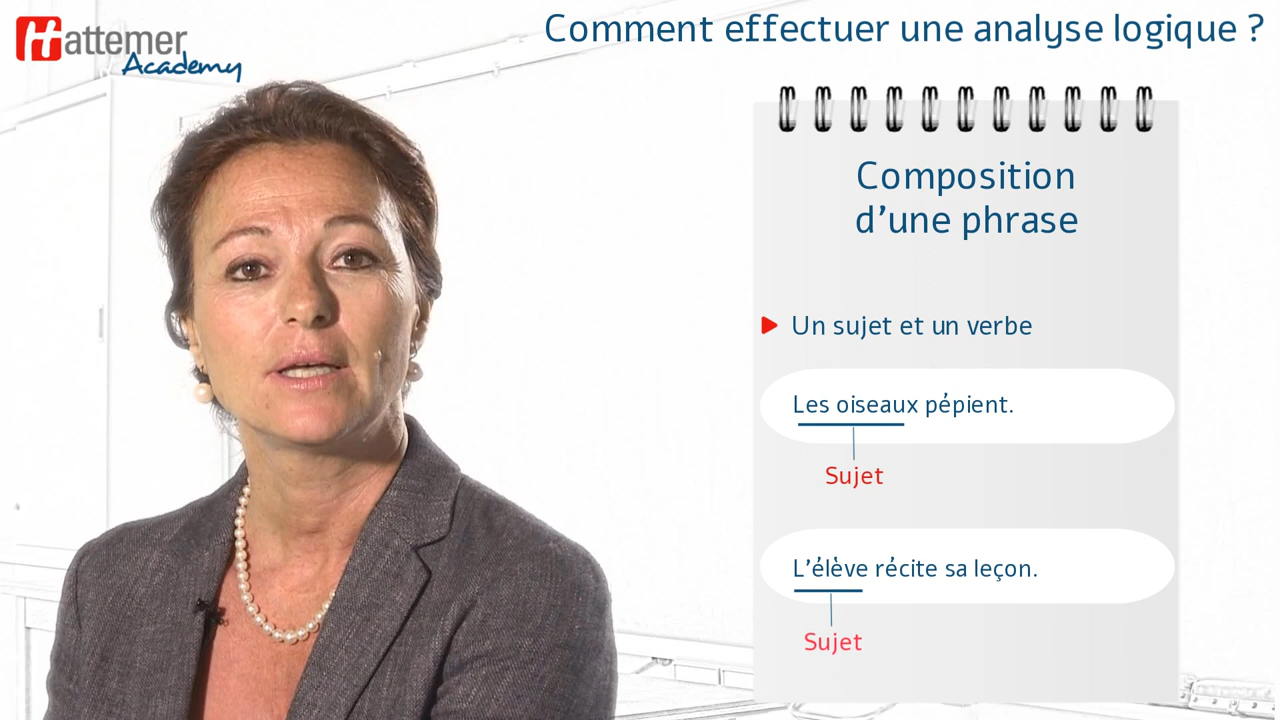 Hattemer
Academy
Comment effectuer une analyse logique ?
Composition
d'une phrase
Un sujet et un verbe
Les oiseaux pépient.
Sujet
L'élève récite sa leçon.
Sujet